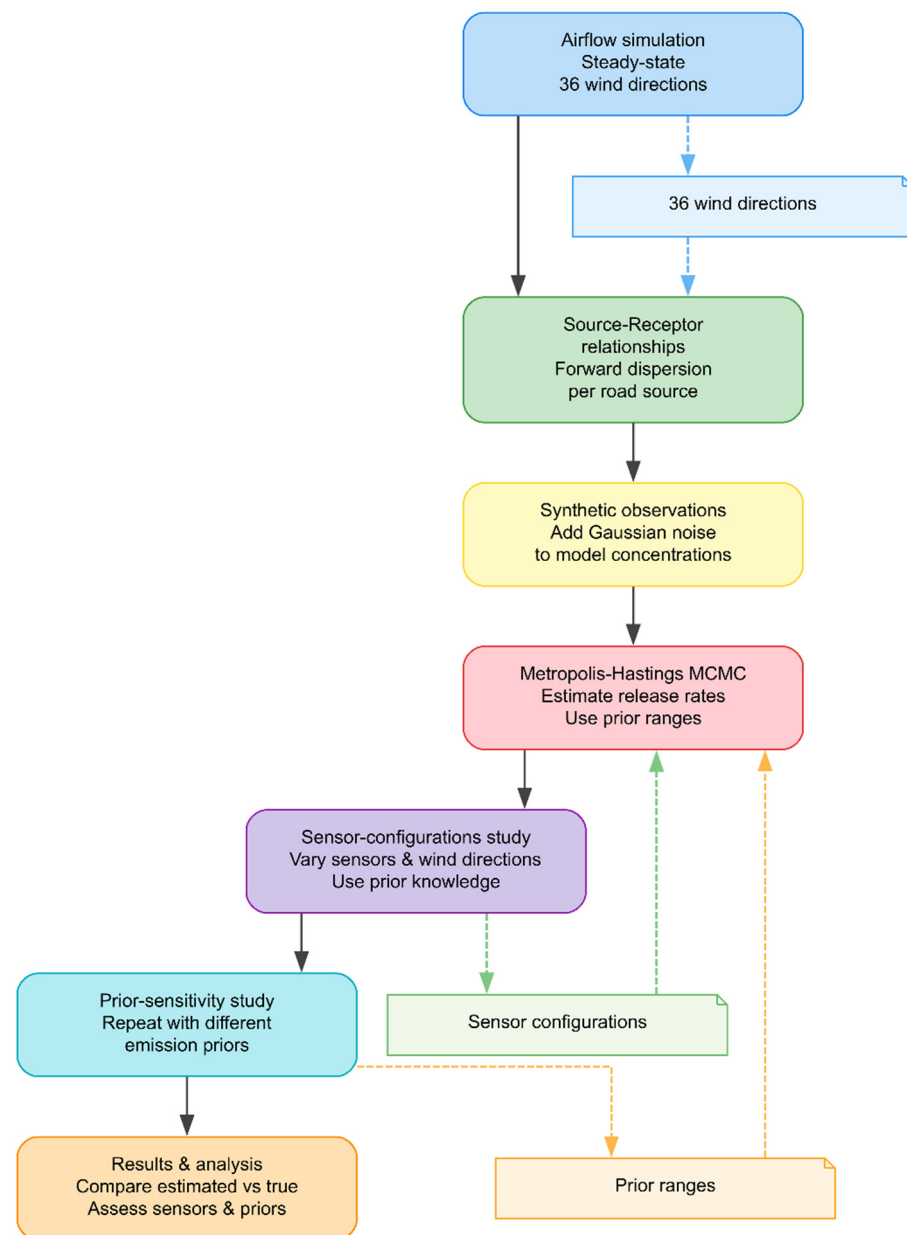 Airflow simulation
Steady-state
36 wind directions
36 wind directions
Source-Receptor
relationships
Forward dispersion
per road source
Synthetic observations
Add Gaussian noise
to model concentrations
Metropolis-Hastings MCMC
Estimate release rates
Use prior ranges
Sensor-configurations study
Vary sensors & wind directions
Use prior knowledge
Prior-sensitivity study
Repeat with different
emission priors
Sensor configurations
Results & analysis
Compare estimated vs true
Assess sensors & priors
Prior ranges